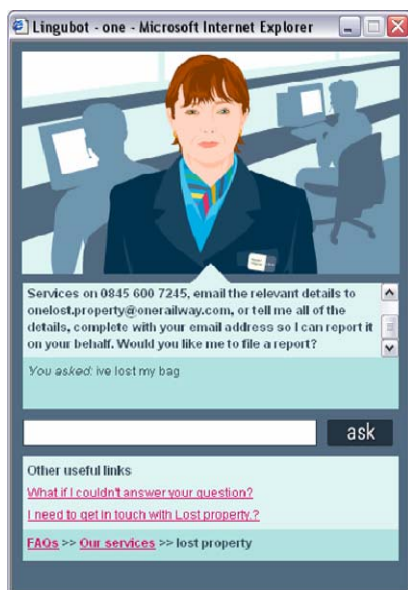 Lingubot - one - Microsoft Internet Explorer
Services on 0845 600 7245, email the relevant details to
onelost.property@onerailway.com, or tell me all of the
details, complete with your email address so I can report it
on your behalf. Would you like me to file a report?
You asked: ive lost my bag
ask
Other useful links
What if I couldn't answer your question?
I need to get in touch with Lost property.?
FAQs >> Our services >> lost property